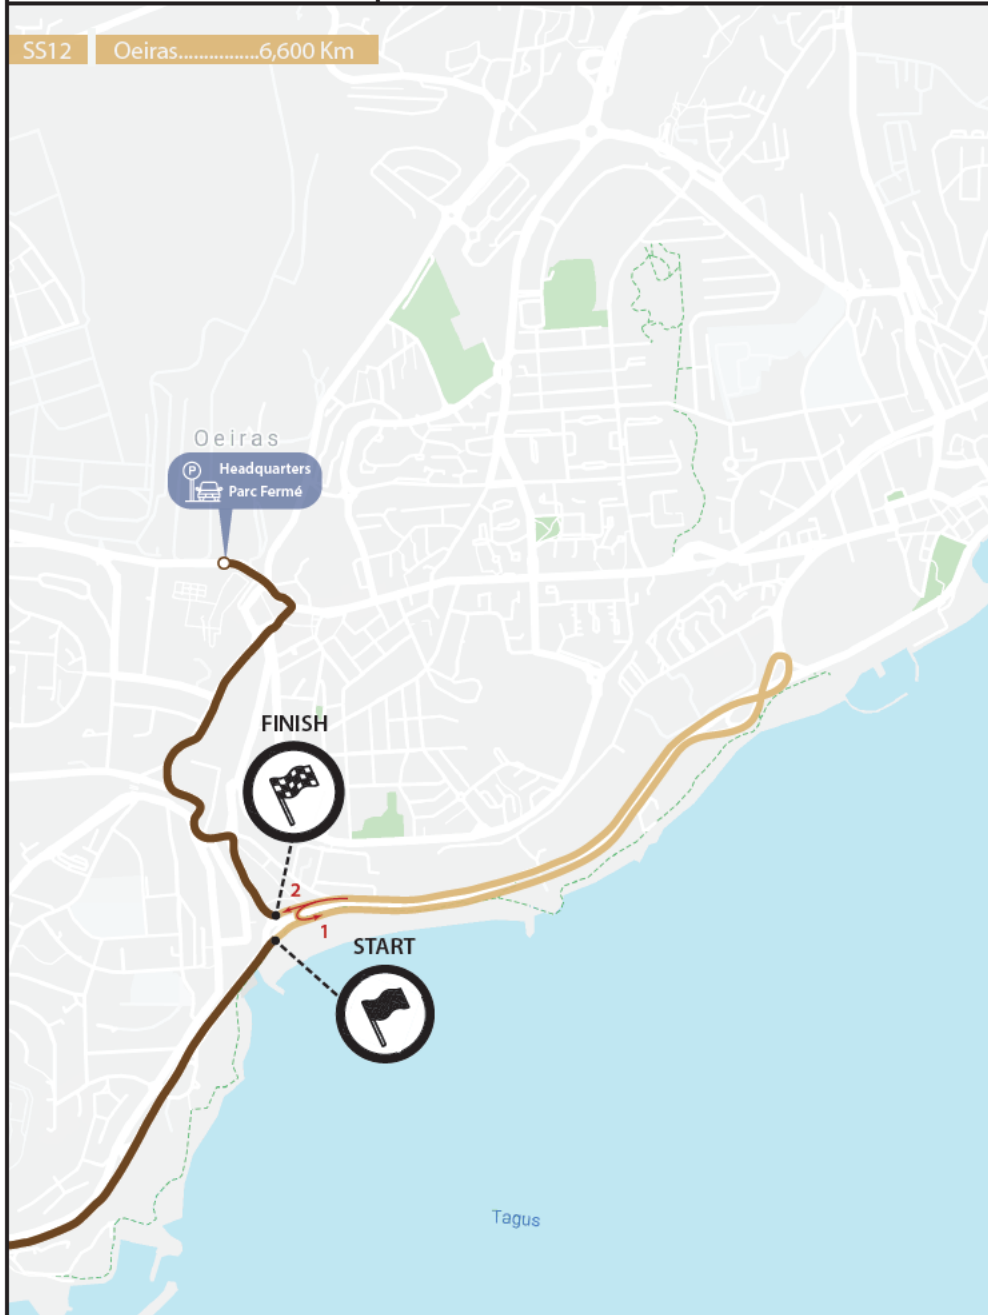 SS12 Oeiras................6,600 Km
Oeiras
P
Headquarters
Parc Fermé
FINISH
2
1
START
Tagus